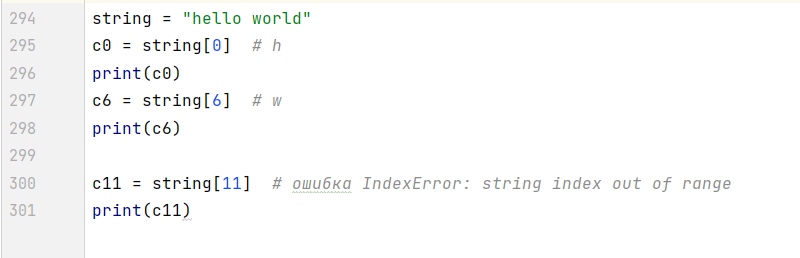 294 string = "hello world"
295 c0 = string[0]  # h
296 print(c0)
297 c6 = string[6]  # w
298 print(c6)
299
300 c11 = string[11]  # ошибка IndexError: string index out of range
301 print(c11)